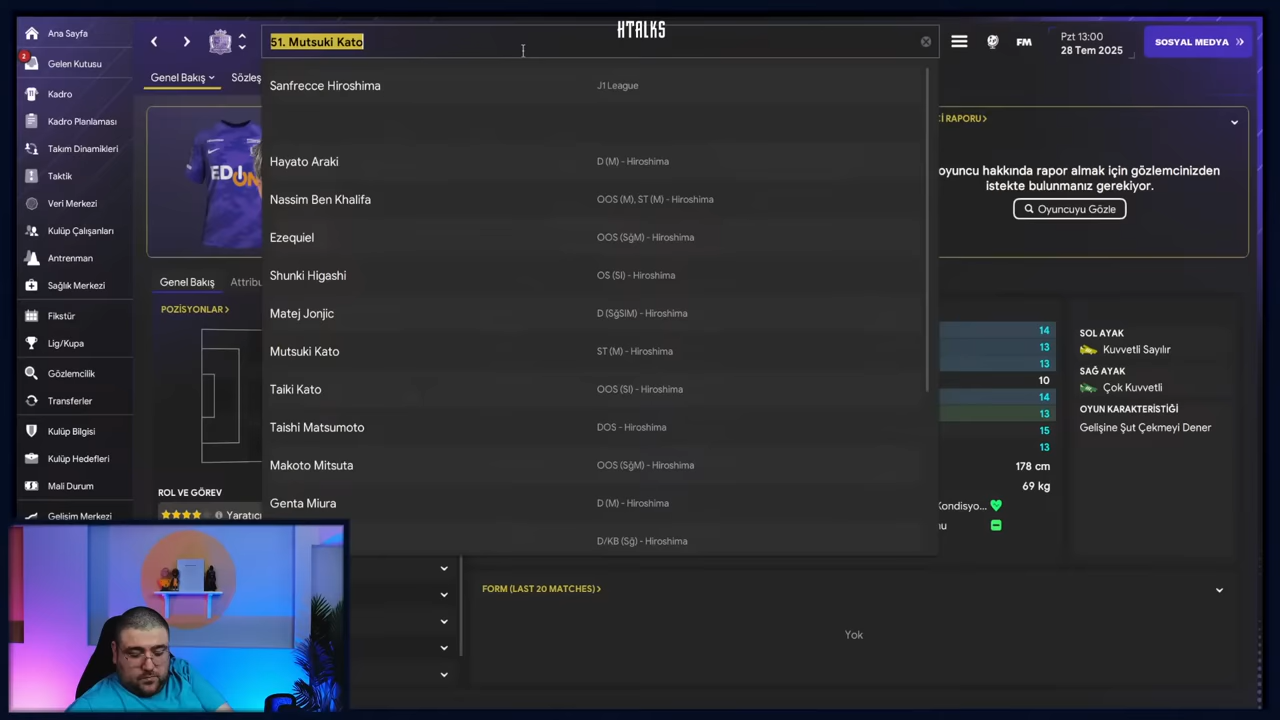 HTALKS
Ana Sayfa
2
Gelen Kutusu
Kadro
Kadro Planlaması
Takım Dinamikleri
Taktik
Veri Merkezi
Kulüp Çalışanları
Antrenman
Sağlık Merkezi
Fikstür
Lig/Kupa
Gözlemcilik
Transferler
Kulüp Bilgisi
Kulüp Hedefleri
Mali Durum
Gelişim Merkezi
51. Mutsuki Kato
FM
Pzt 13:00
28 Tem 2025
SOSYAL MEDYA
Genel Bakış
Sözleş
EDI
ON
Sanfrecce Hiroshima J1 League
Hayato Araki D (M) - Hiroshima
Nassim Ben Khalifa OOS (M), ST (M) - Hiroshima
Ezequiel OOS (SğM) - Hiroshima
Shunki Higashi OS (Sl) - Hiroshima
Matej Jonjic D (SğSlM) - Hiroshima
Mutsuki Kato ST (M) - Hiroshima
Taiki Kato OOS (Sl) - Hiroshima
Taishi Matsumoto DOS - Hiroshima
Makoto Mitsuta OOS (SğM) - Hiroshima
Genta Miura D (M) - Hiroshima
D/KB (Sğ) - Hiroshima
Cİ RAPORU
oyuncu hakkında rapor almak için gözlemcinizden
istekte bulunmanız gerekiyor.
Oyuncuyu Gözle
Genel Bakış
Attribu
POZİSYONLAR
ROL VE GÖREV
Yaratıcı
14
13
13
10
14
13
15
13
178 cm
69 kg
Kondisyo...
nu
SOL AYAK
Kuvvetli Sayılır
SAĞ AYAK
Çok Kuvvetli
OYUN KARAKTERİSTİĞİ
Gelişine Şut Çekmeyi Dener
FORM (LAST 20 MATCHES)
Yok